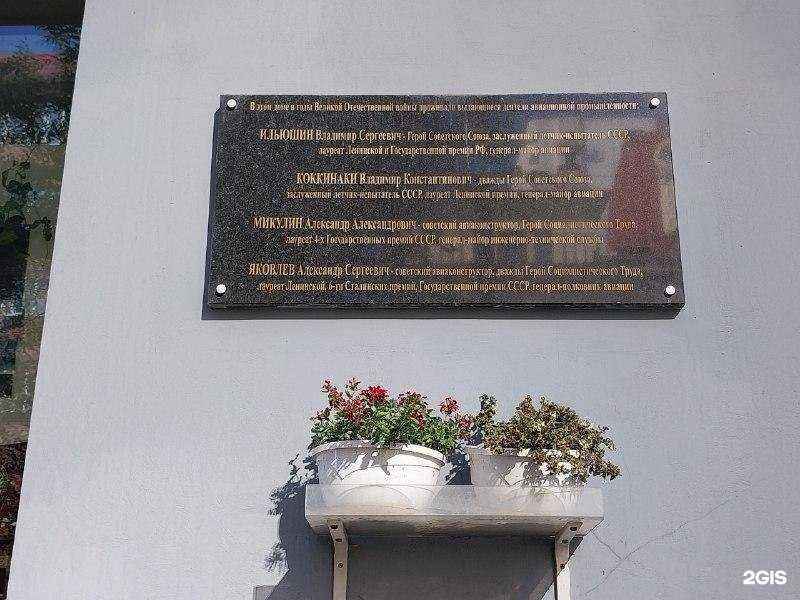 В этом доме в годы Великой Отечественной войны проживали выдающиеся деятели авиационной промышленности:
ИЛЬЮШИН Владимир Сергеевич - Герой Советского Союза, заслуженный летчик-испытатель СССР,
лауреат Ленинской и Государственной премии РФ, генерал-майор авиации
КОККИНАКИ Владимир Константинович - дважды Герой Советского Союза,
заслуженный летчик-испытатель СССР, лауреат Ленинской премии, генерал-майор авиации
МИКУЛИН Александр Александрович - советский авиаконструктор, Герой Социалистического Труда,
лауреат 4-х Государственных премий СССР, генерал-майор инженерно-технической службы
ЯКОВЛЕВ Александр Сергеевич - советский авиаконструктор, дважды Герой Социалистического Труда,
лауреат Ленинской, 6-ти Сталинских премий, Государственной премии СССР, генерал-полковник авиации
2GIS